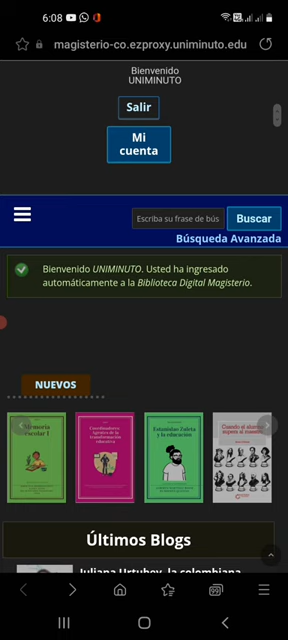 6:08
magisterio-co.ezproxy.uniminuto.edu
Bienvenido
UNIMINUTO
Salir
Mi
cuenta
Escriba su frase de bús
Buscar
Búsqueda Avanzada
Bienvenido UNIMINUTO. Usted ha ingresado
automáticamente a la Biblioteca Digital Magisterio.
NUEVOS
Memoria
escolar I
Coordinadores
Agentes de la
transformación
educativa
Estanislao Zuleta
y la educación
Cuando el alumno
supera al maestro
Últimos Blogs
Juliana Urtubey, la colombiana